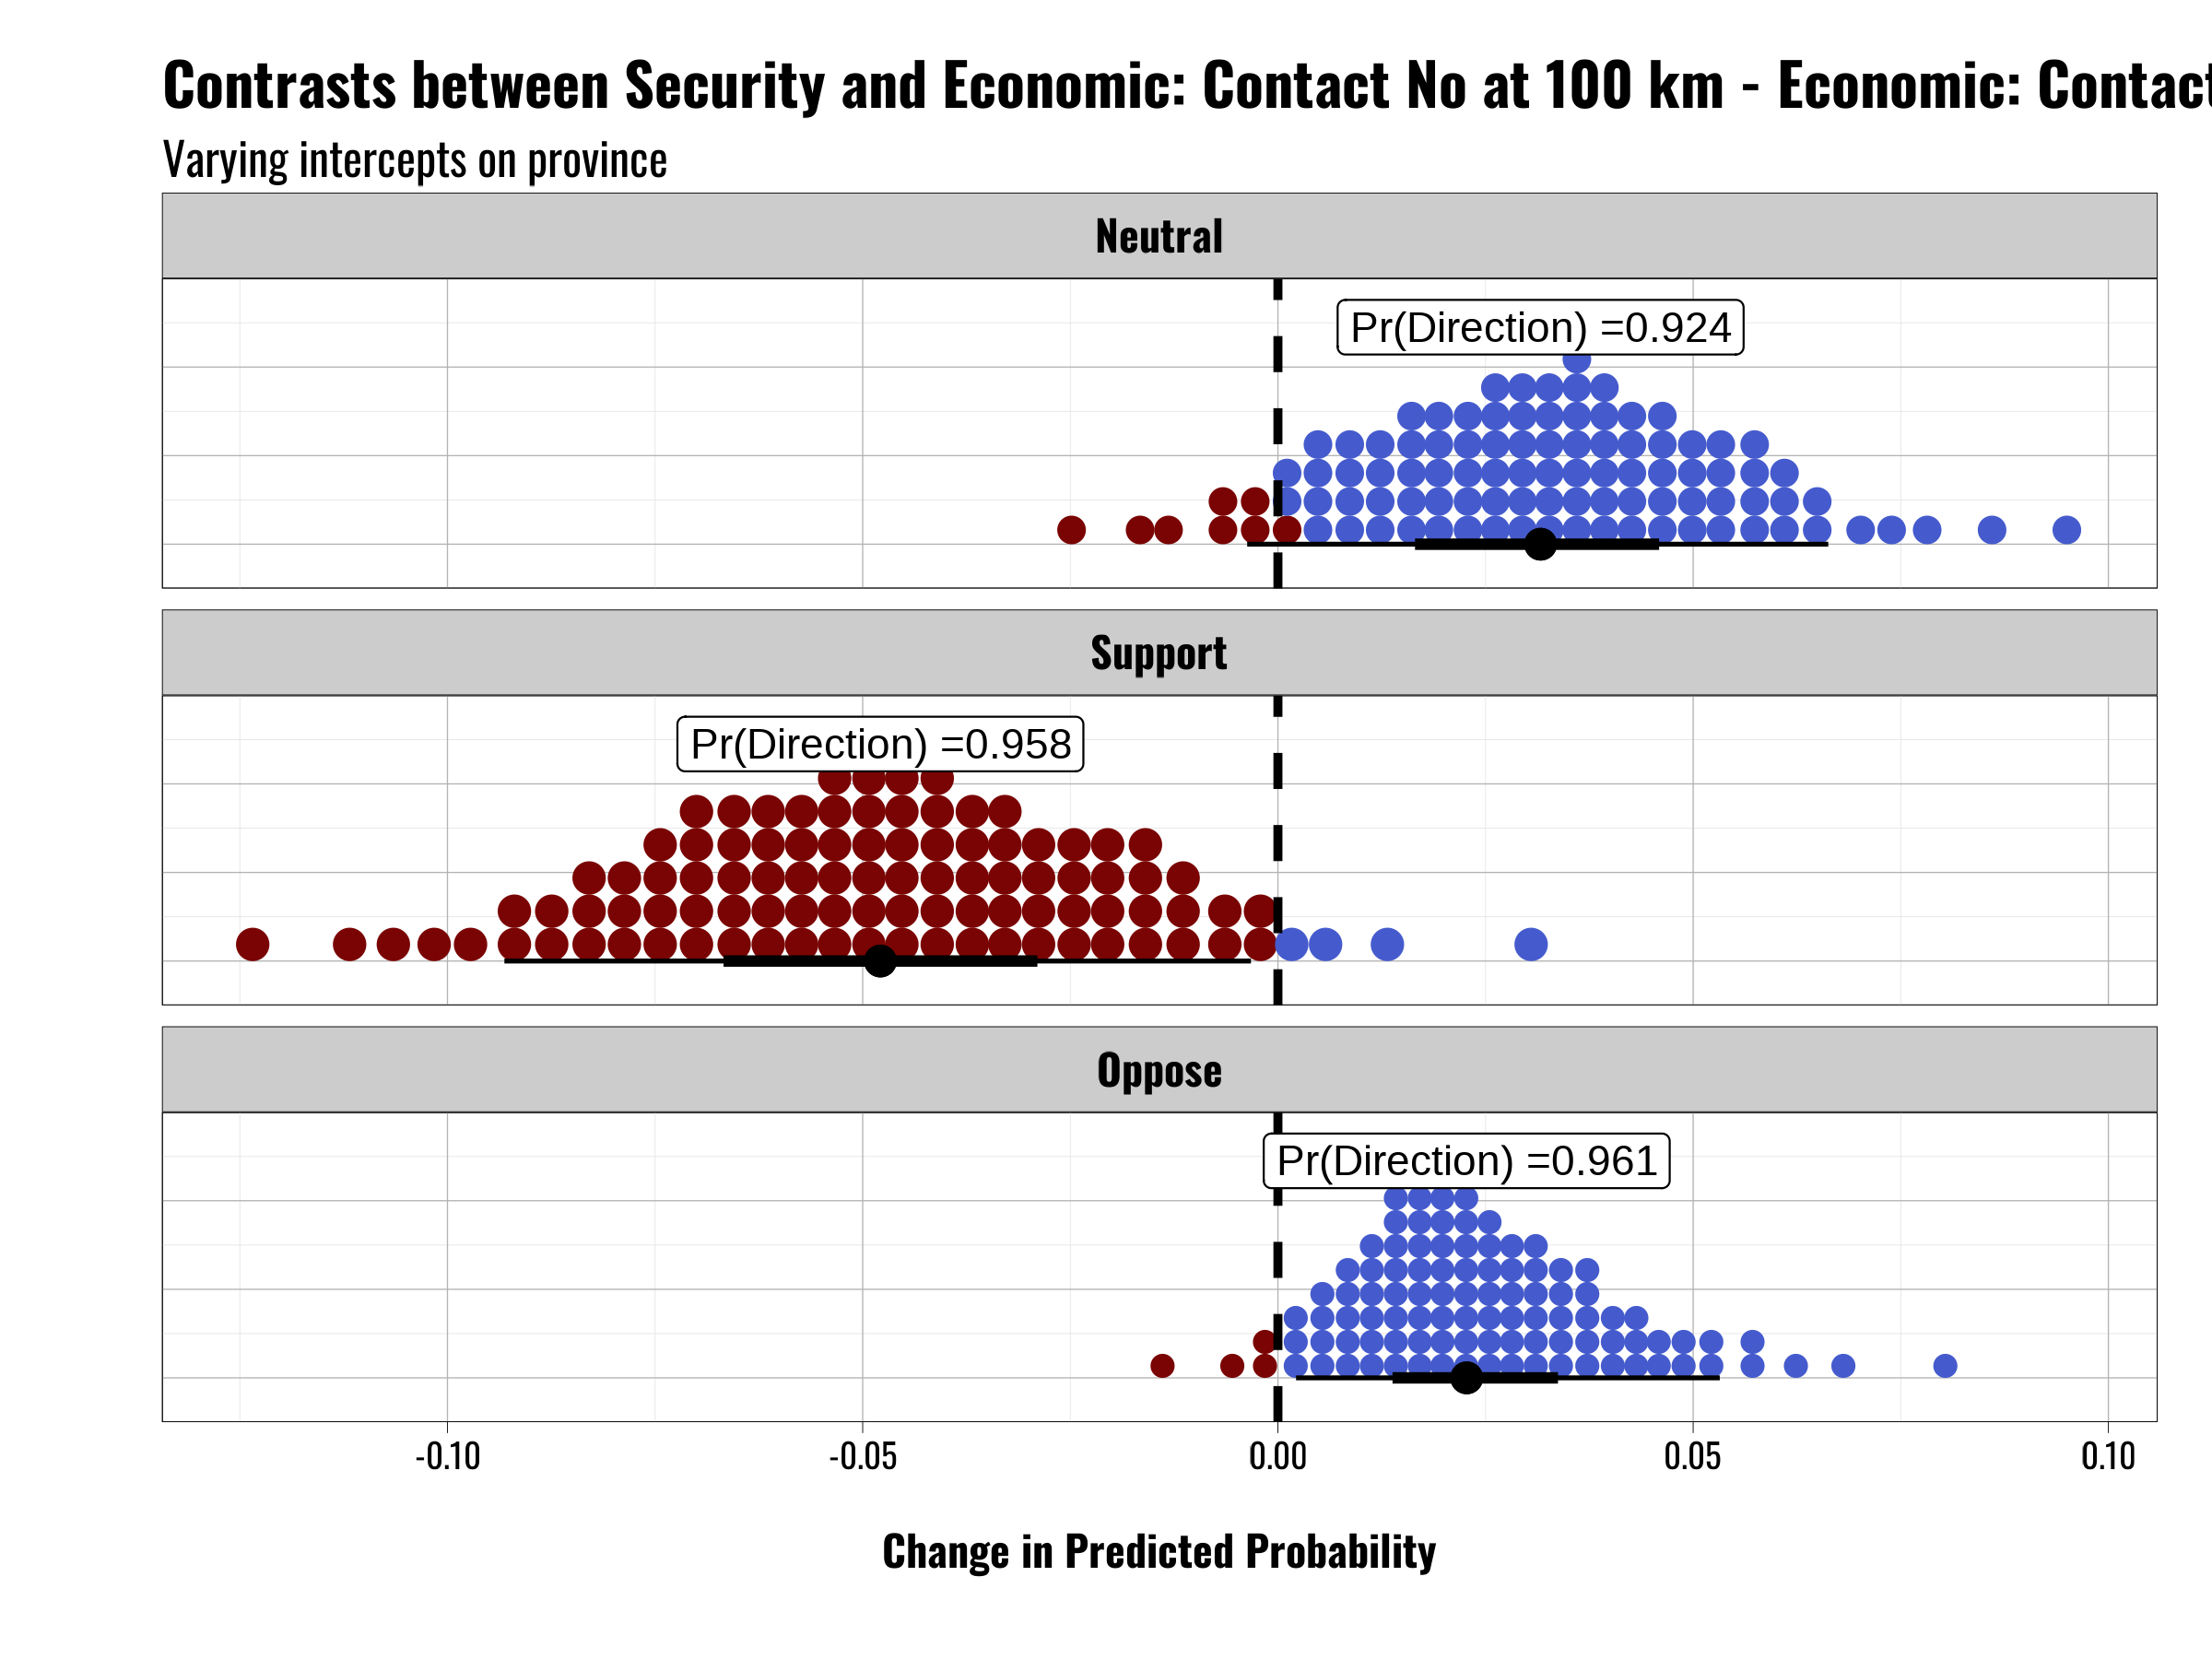 Contrasts between Security and Economic: Contact No at 100 km - Economic: Contact
Varying intercepts on province
Neutral
Pr(Direction) =0.924
Support
Pr(Direction) =0.958
Oppose
Pr(Direction) =0.961
-0.10 -0.05 0.00 0.05 0.10
Change in Predicted Probability